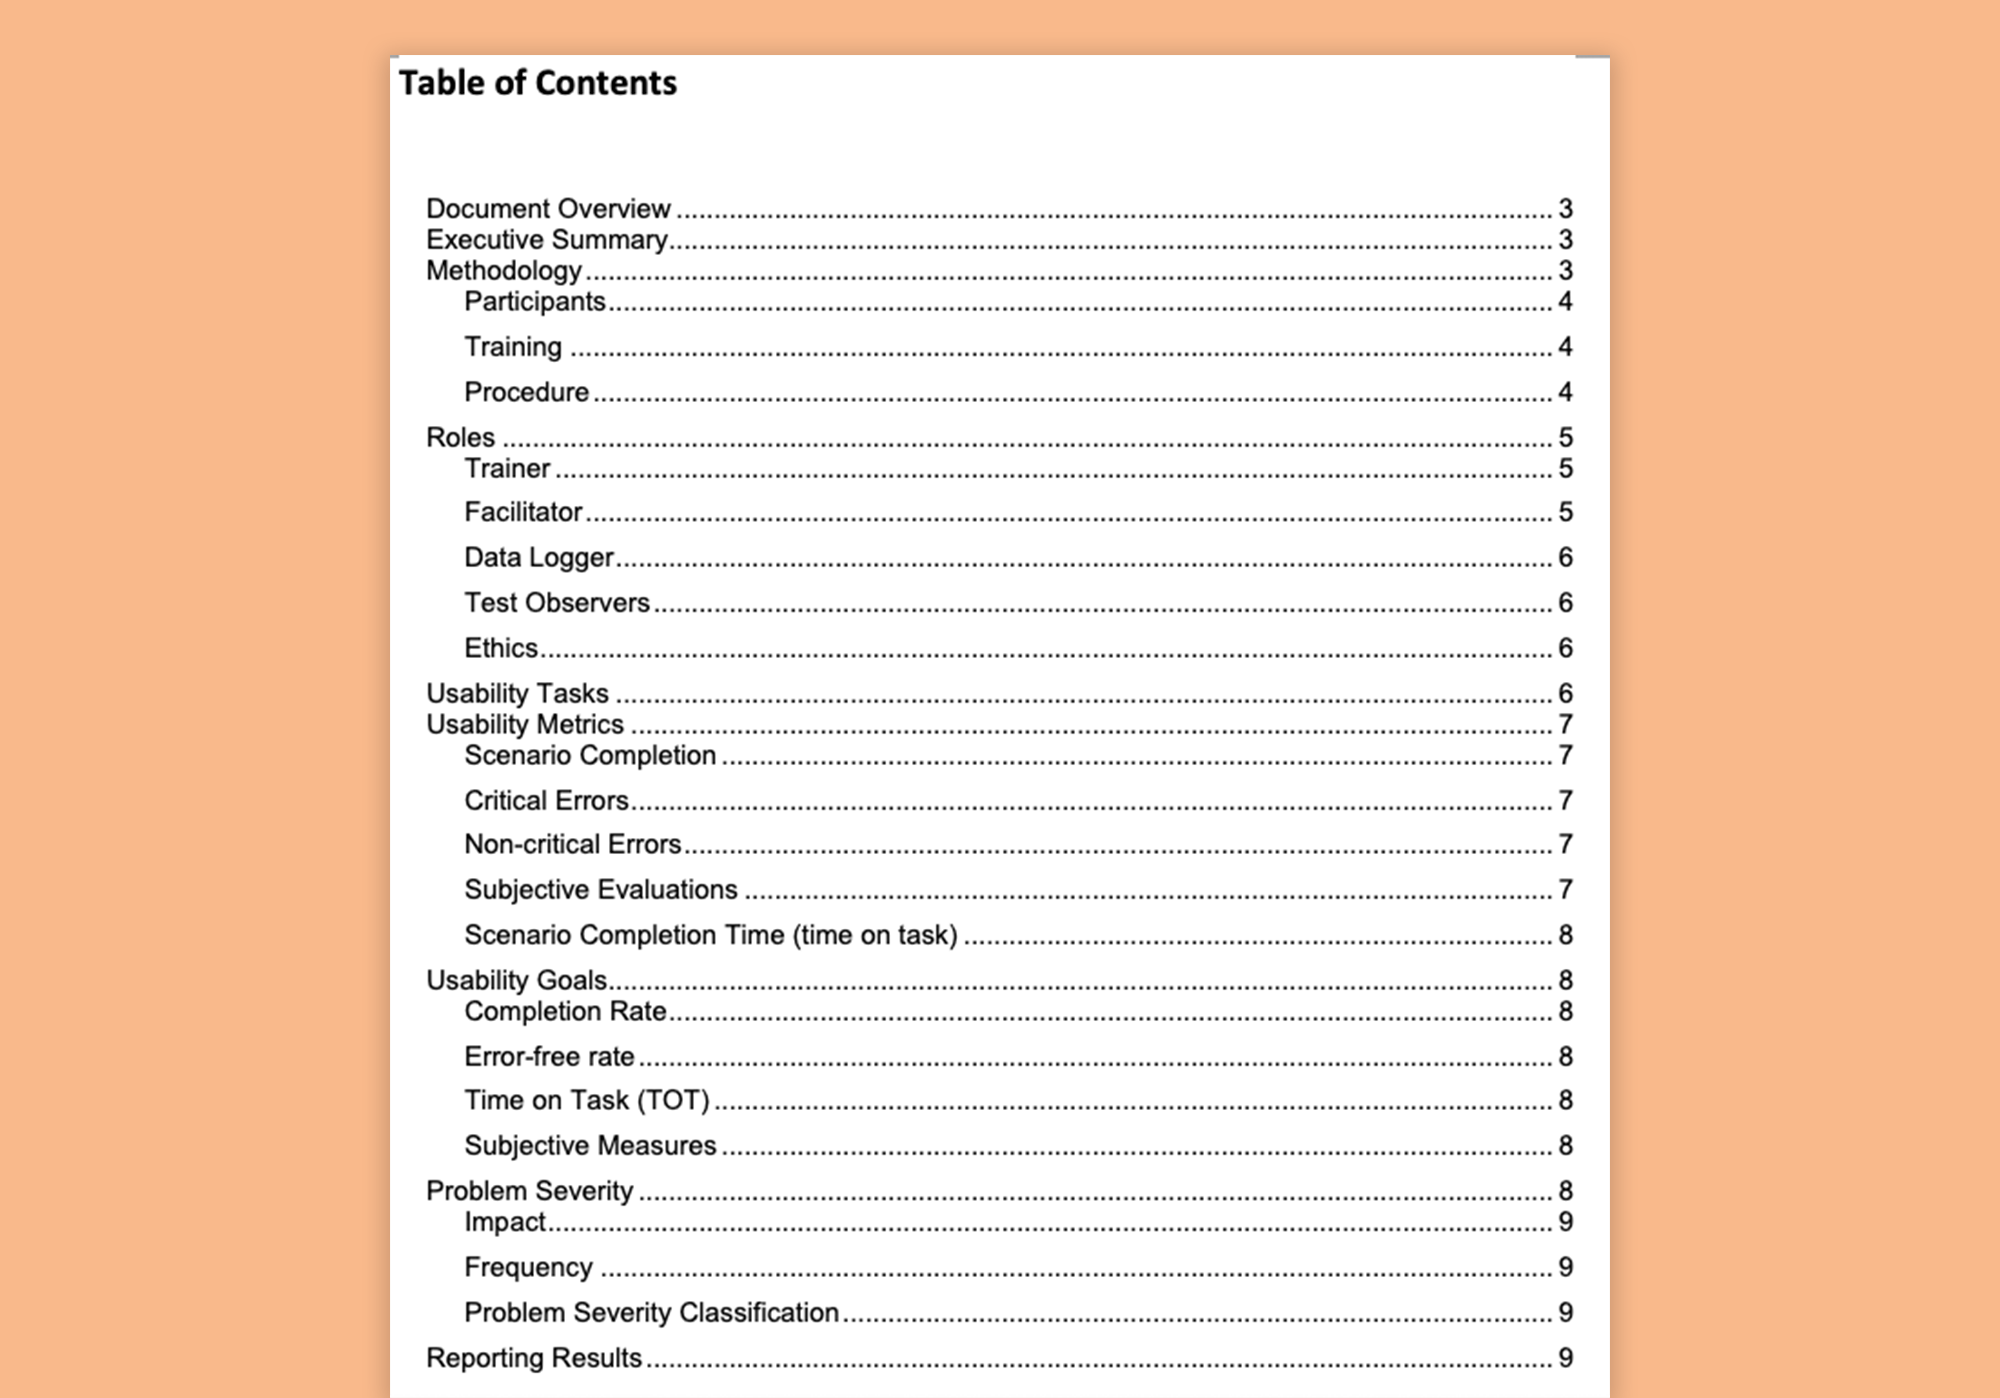 Table of Contents
Document Overview ........ 3
Executive Summary ........ 3
Methodology ........ 3
Participants ........ 4
Training ........ 4
Procedure ........ 4
Roles ........ 5
Trainer ........ 5
Facilitator ........ 5
Data Logger ........ 6
Test Observers ........ 6
Ethics ........ 6
Usability Tasks ........ 6
Usability Metrics ........ 7
Scenario Completion ........ 7
Critical Errors ........ 7
Non-critical Errors ........ 7
Subjective Evaluations ........ 7
Scenario Completion Time (time on task) ........ 8
Usability Goals ........ 8
Completion Rate ........ 8
Error-free rate ........ 8
Time on Task (TOT) ........ 8
Subjective Measures ........ 8
Problem Severity ........ 8
Impact ........ 9
Frequency ........ 9
Problem Severity Classification ........ 9
Reporting Results ........ 9